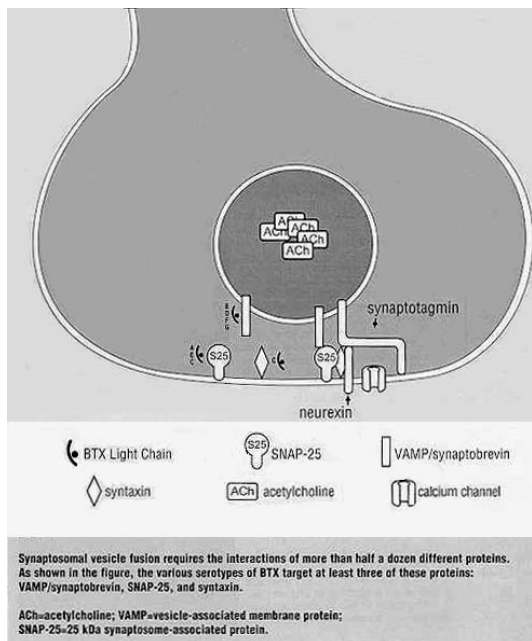 ACh
ACh
ACh
ACh
ACh
synaptotagmin
S25
C
S25
neurexin
BTX Light Chain
S25
SNAP-25
VAMP/synaptobrevin
syntaxin
ACh
acetylcholine
calcium channel
Synaptosomal vesicle fusion requires the interactions of more than half a dozen different proteins.
As shown in the figure, the various serotypes of BTX target at least three of these proteins:
VAMP/synaptobrevin, SNAP-25, and syntaxin.
ACh=acetylcholine; VAMP=vesicle-associated membrane protein;
SNAP-25=25 kDa synaptosome-associated protein.